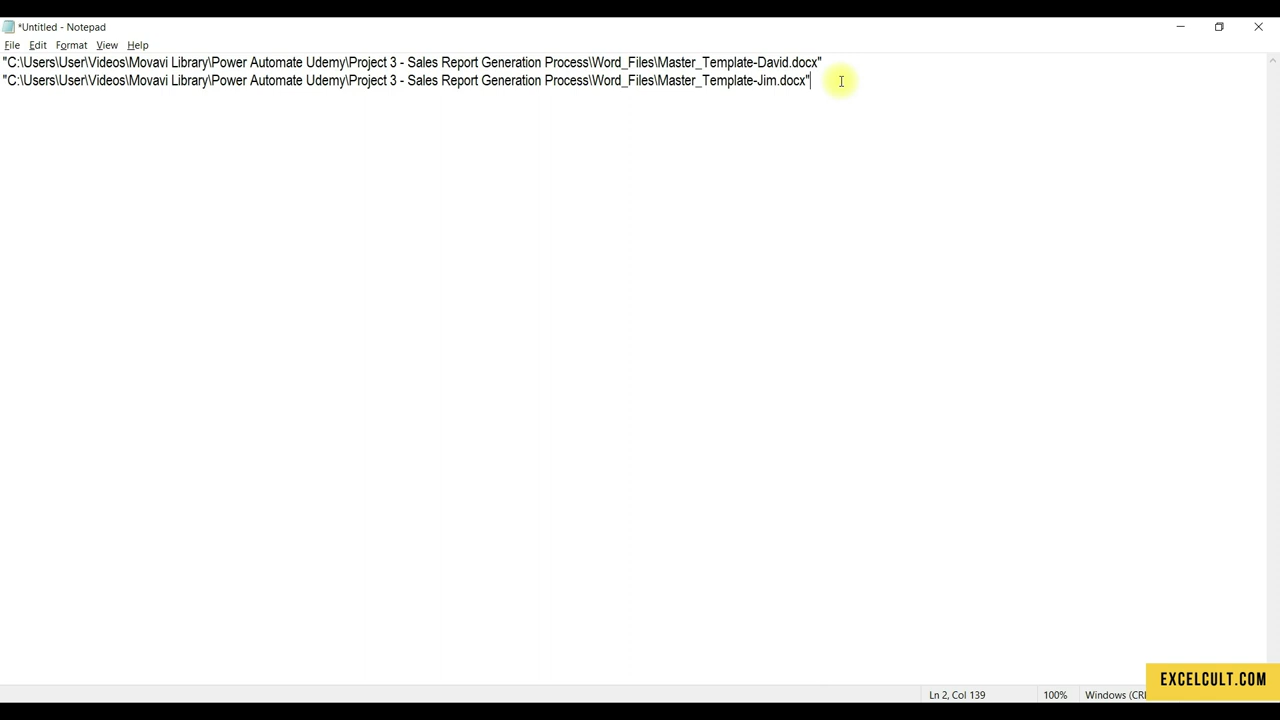 *Untitled - Notepad
File Edit Format View Help
"C:\Users\User\Videos\Movavi Library\Power Automate Udemy\Project 3 - Sales Report Generation Process\Word_Files\Master_Template-David.docx"
"C:\Users\User\Videos\Movavi Library\Power Automate Udemy\Project 3 - Sales Report Generation Process\Word_Files\Master_Template-Jim.docx"
Ln 2, Col 139 100% Windows (CRL
EXCELCULT.COM